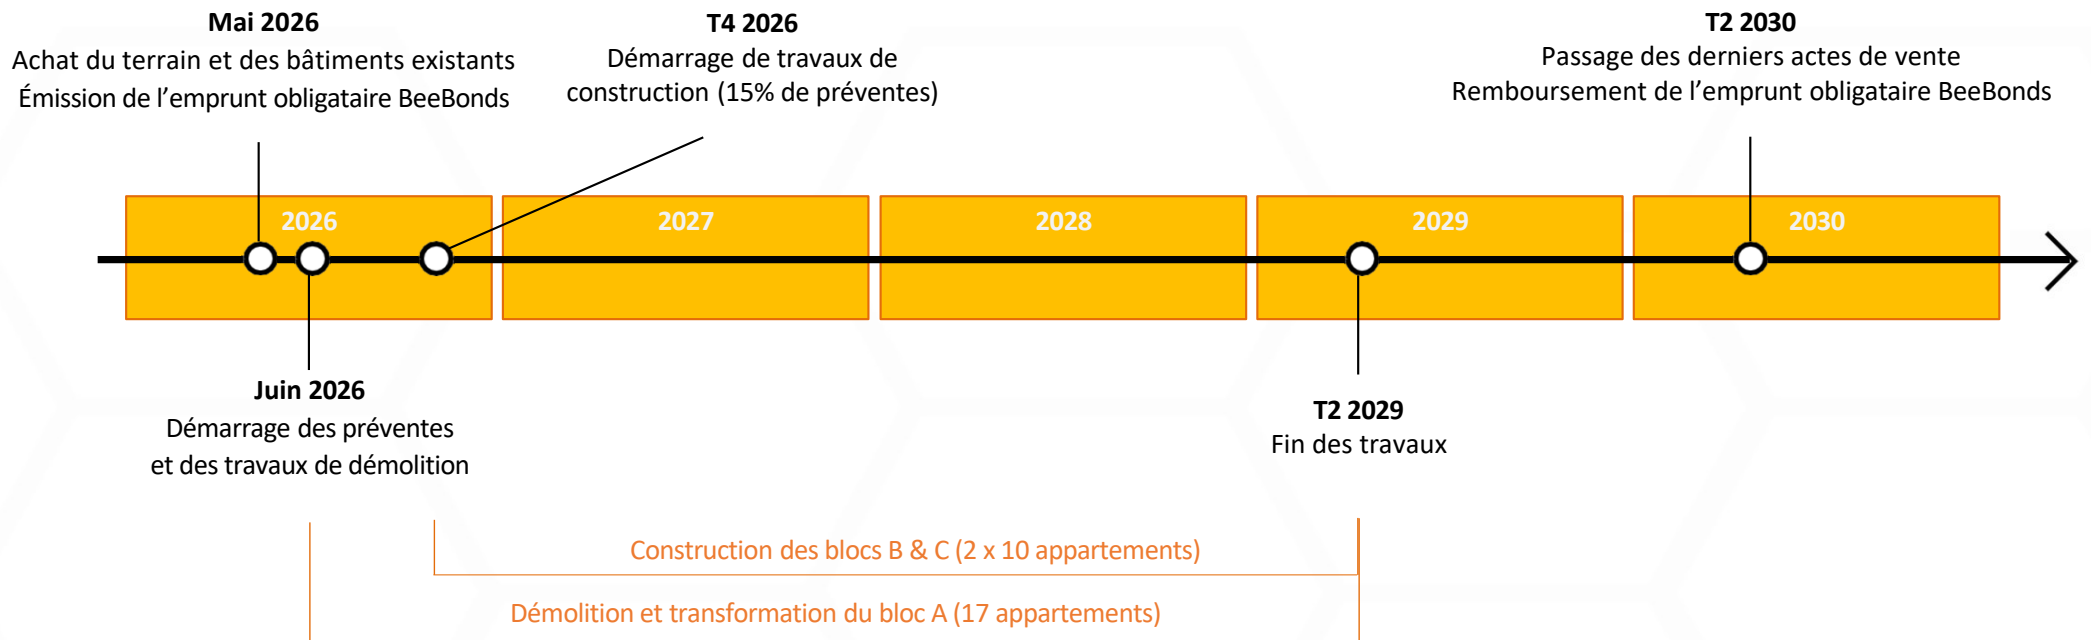 Mai 2026
Achat du terrain et des bâtiments existants
Émission de l’emprunt obligataire BeeBonds
T4 2026
Démarrage de travaux de
construction (15% de préventes)
T2 2030
Passage des derniers actes de vente
Remboursement de l’emprunt obligataire BeeBonds
2026
2027
2028
2029
2030
Juin 2026
Démarrage des préventes
et des travaux de démolition
T2 2029
Fin des travaux
Construction des blocs B & C (2 x 10 appartements)
Démolition et transformation du bloc A (17 appartements)